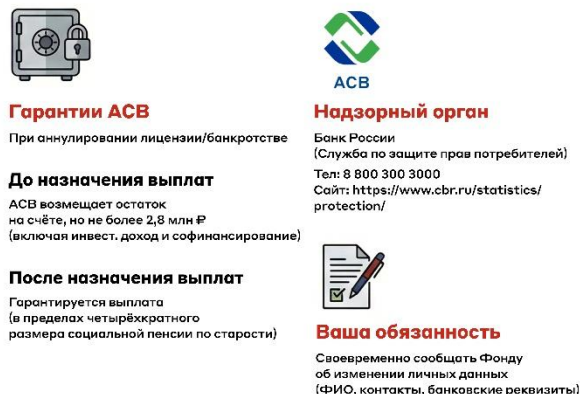 Гарантии АСВ
При аннулировании лицензии/банкротстве
До назначения выплат
АСВ возмещает остаток
на счёте, но не более 2,8 млн ₽
(включая инвест. доход и софинансирование)
После назначения выплат
Гарантируется выплата
(в пределах четырёхкратного
размера социальной пенсии по старости)
АСВ
Надзорный орган
Банк России
(Служба по защите прав потребителей)
Тел: 8 800 300 3000
Сайт: https://www.cbr.ru/statistics/
protection/
Ваша обязанность
Своевременно сообщать Фонду
об изменении личных данных
(ФИО, контакты, банковские реквизиты)